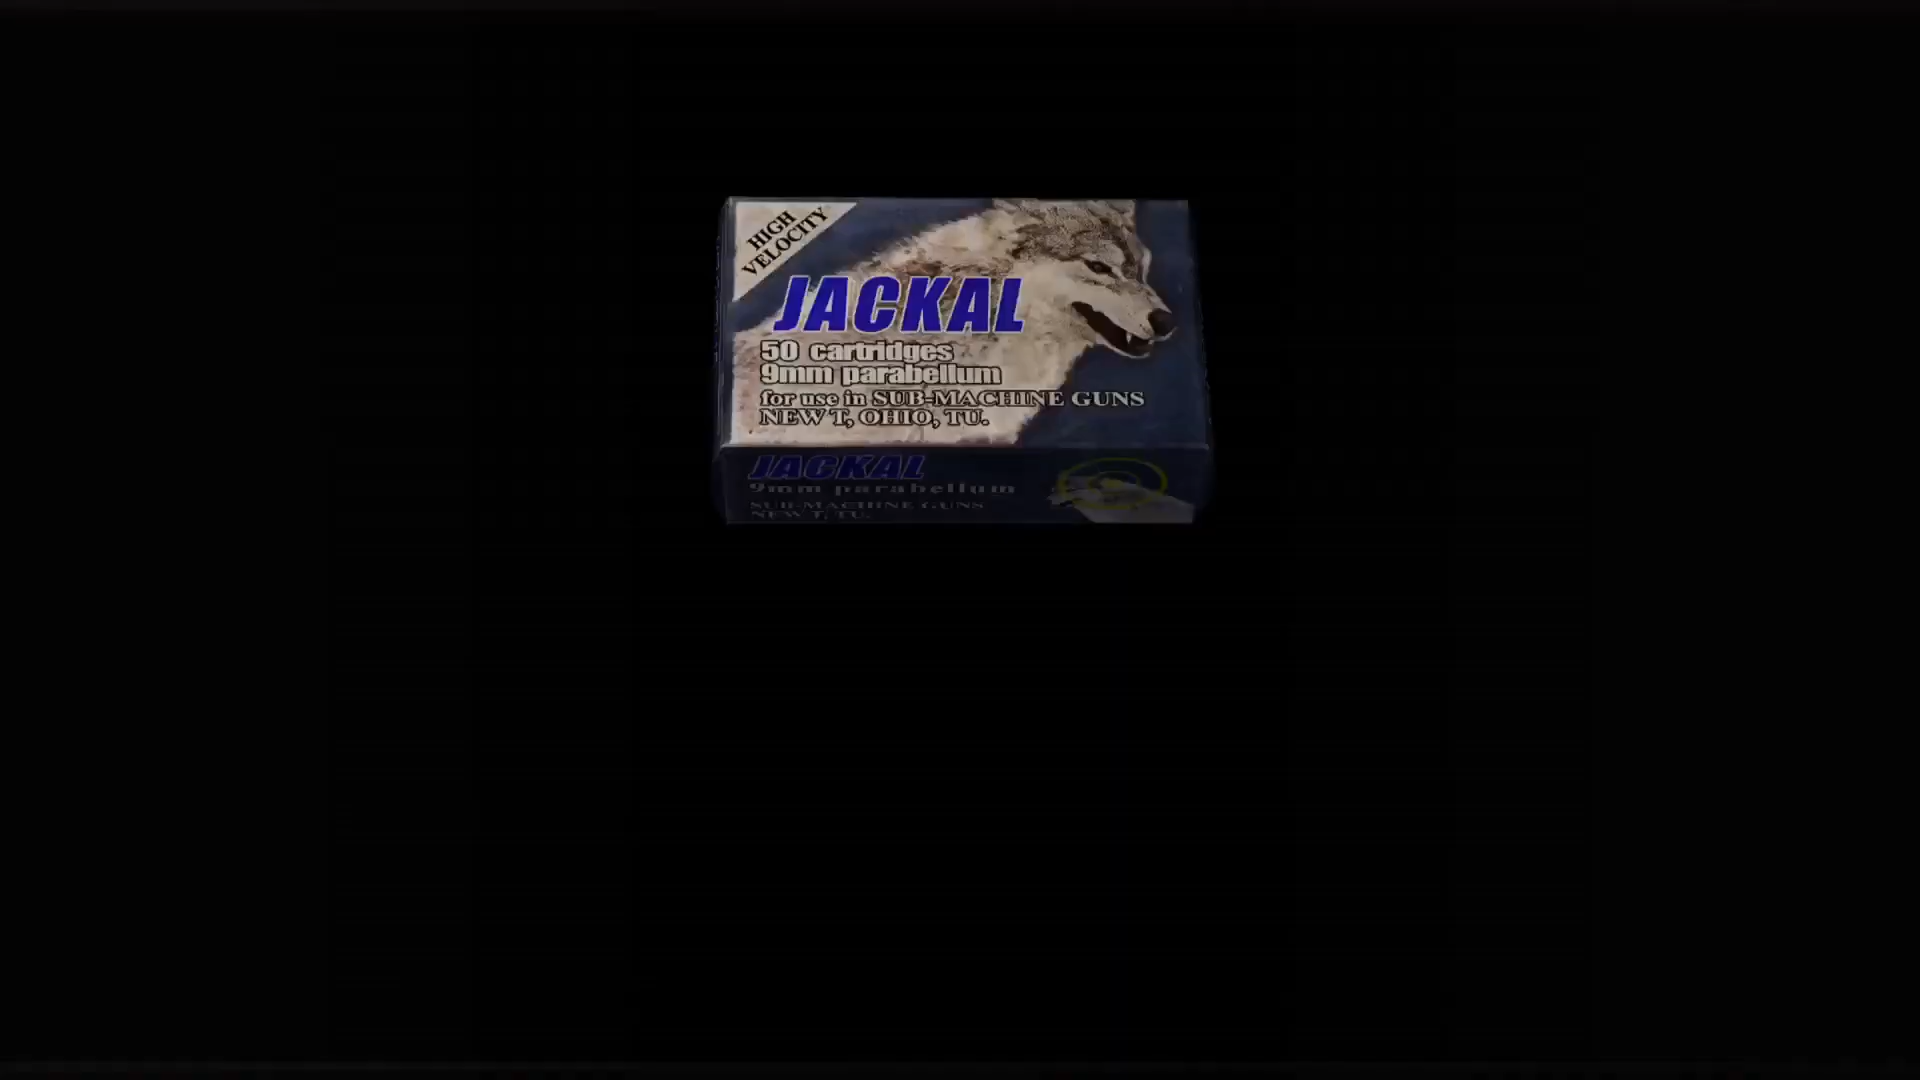 HIGH
VELOCITY
JACKAL
50 cartridges
9mm parabellum
for use in SUB-MACHINE GUNS
NEW T, OHIO, TU.
JACKAL
9mm parabellum
SUB-MACHINE GUNS
NEW T, TU.